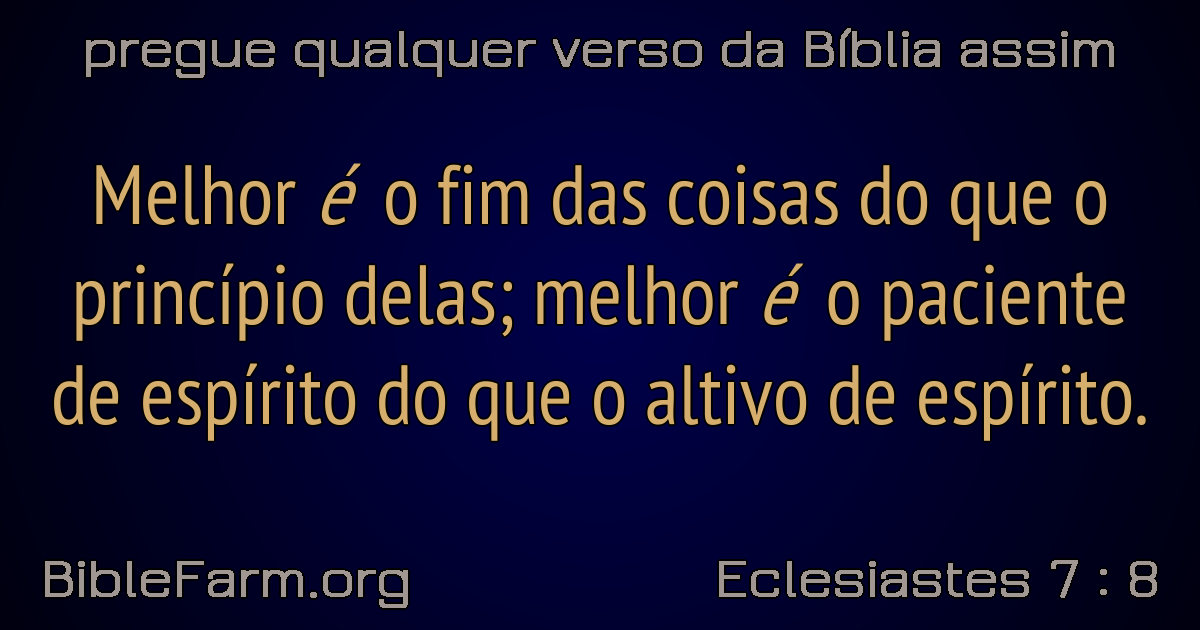 pregue qualquer verso da Bíblia assim
Melhor é o fim das coisas do que o
princípio delas; melhor é o paciente
de espírito do que o altivo de espírito.
BibleFarm.org
Eclesiastes 7 : 8